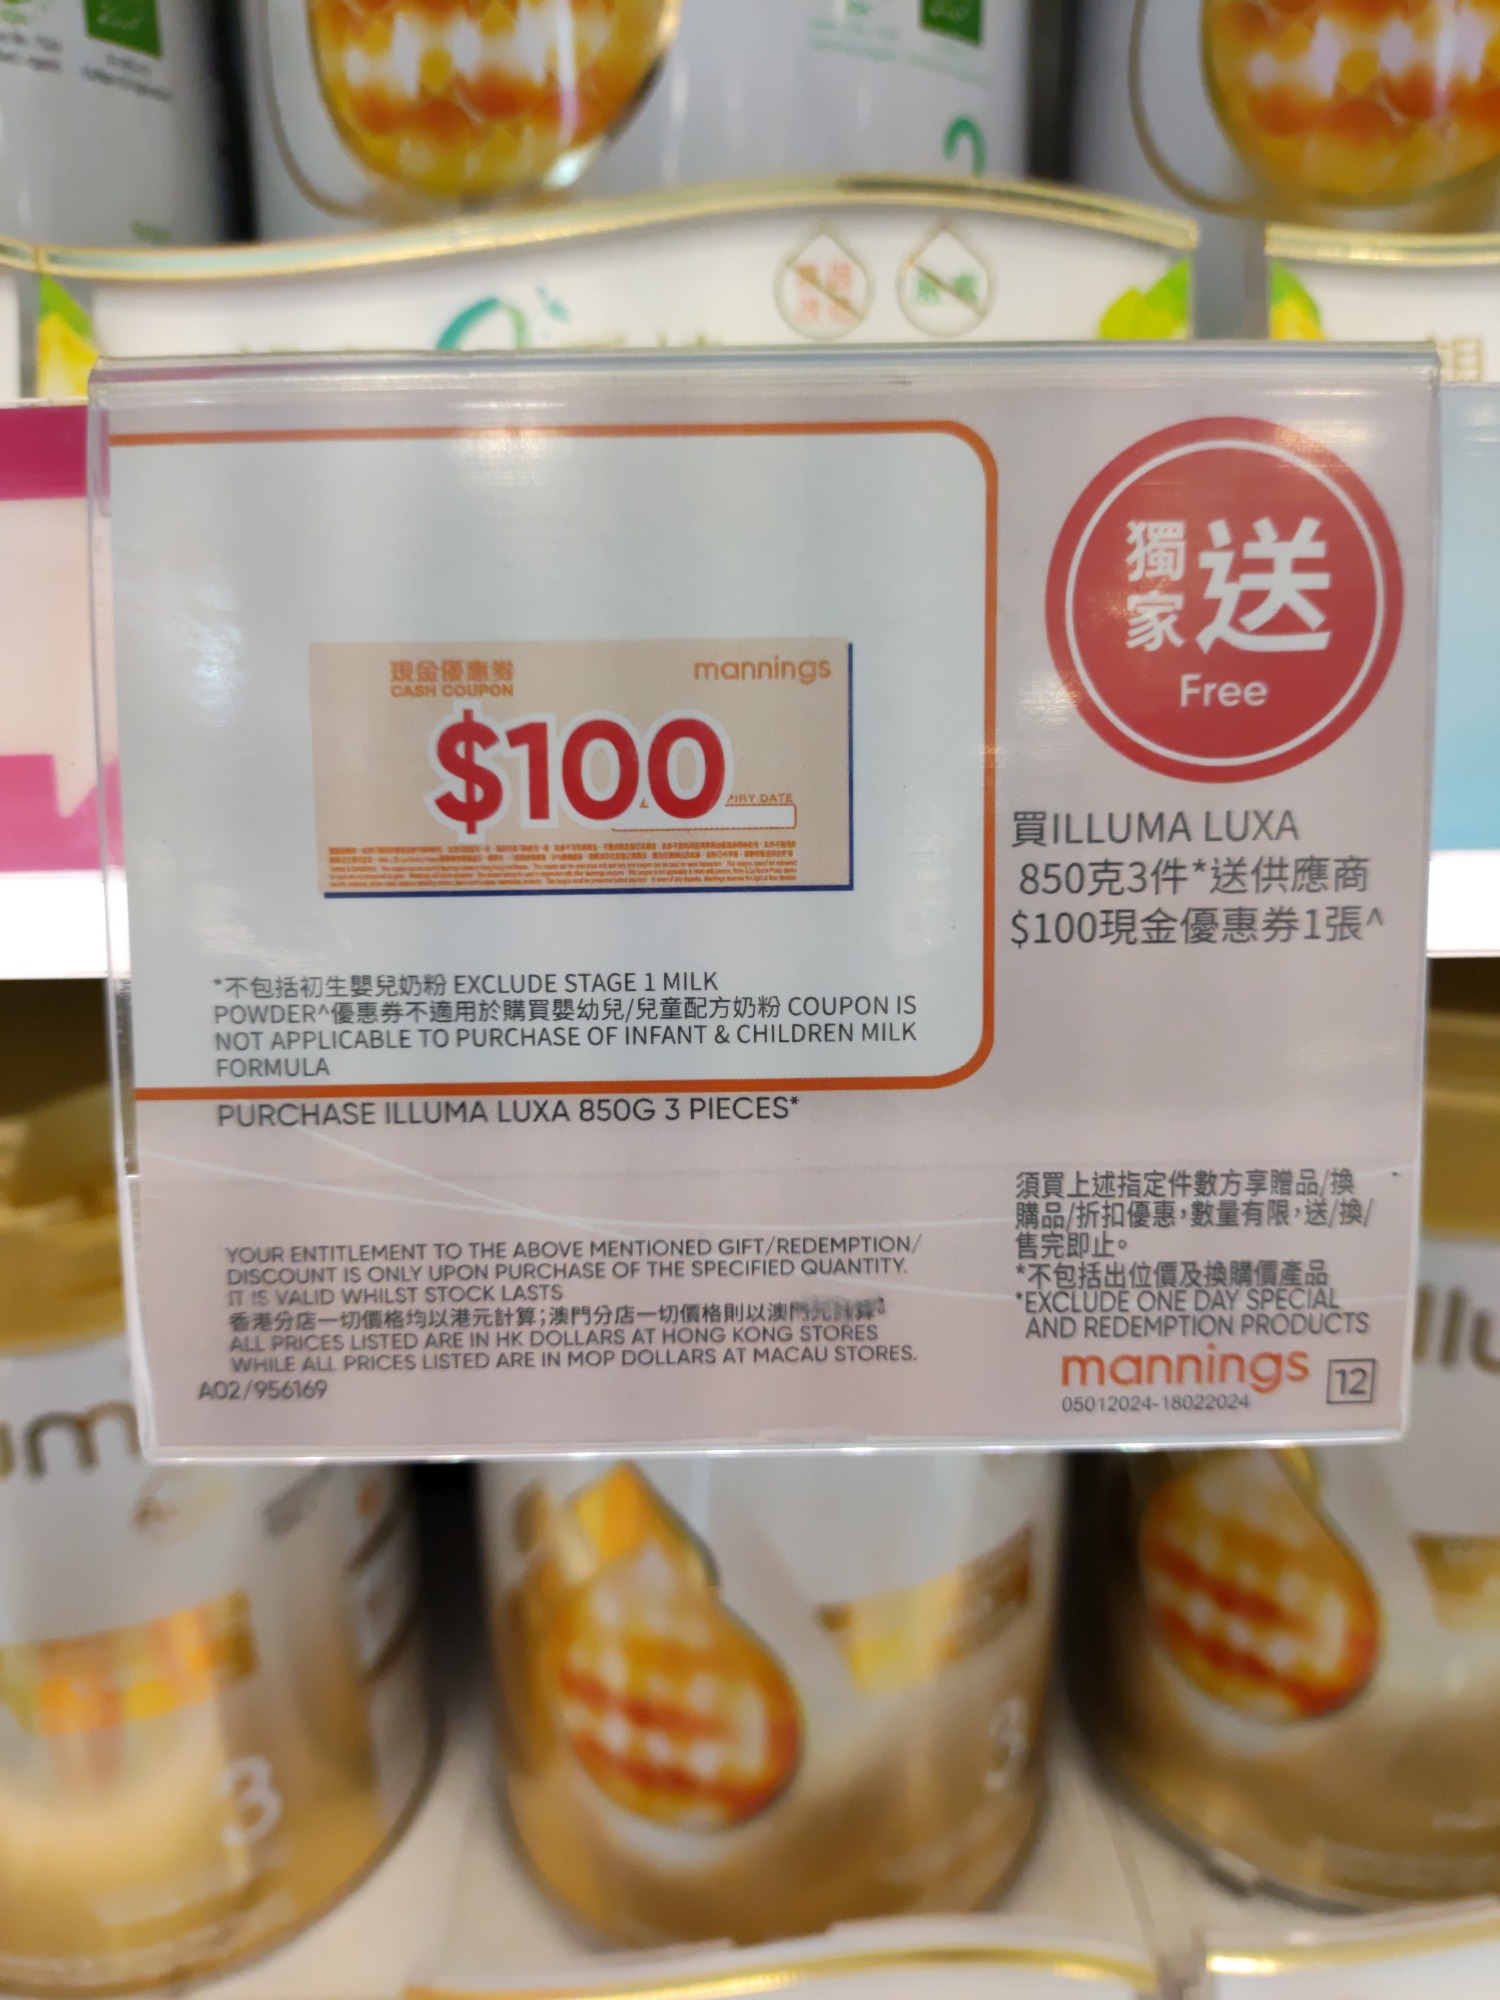 獨家送
Free
現金優惠券
CASH COUPON
mannings
$100
PIRY DATE
買ILLUMA LUXA
850克3件*送供應商
$100現金優惠券1張^
*不包括初生嬰兒奶粉 EXCLUDE STAGE 1 MILK
POWDER^優惠券不適用於購買嬰幼兒/兒童配方奶粉 COUPON IS
NOT APPLICABLE TO PURCHASE OF INFANT & CHILDREN MILK
FORMULA
PURCHASE ILLUMA LUXA 850G 3 PIECES*
須買上述指定件數方享贈品/換
購品/折扣優惠，數量有限，送/換/
售完即止。
*不包括出位價及換購價產品
*EXCLUDE ONE DAY SPECIAL
AND REDEMPTION PRODUCTS
YOUR ENTITLEMENT TO THE ABOVE MENTIONED GIFT/REDEMPTION/
DISCOUNT IS ONLY UPON PURCHASE OF THE SPECIFIED QUANTITY.
IT IS VALID WHILST STOCK LASTS
香港分店一切價格均以港元計算；澳門分店一切價格則以澳門元計算。
ALL PRICES LISTED ARE IN HK DOLLARS AT HONG KONG STORES
WHILE ALL PRICES LISTED ARE IN MOP DOLLARS AT MACAU STORES.
A02/956169
mannings
12
05012024-18022024
3
3